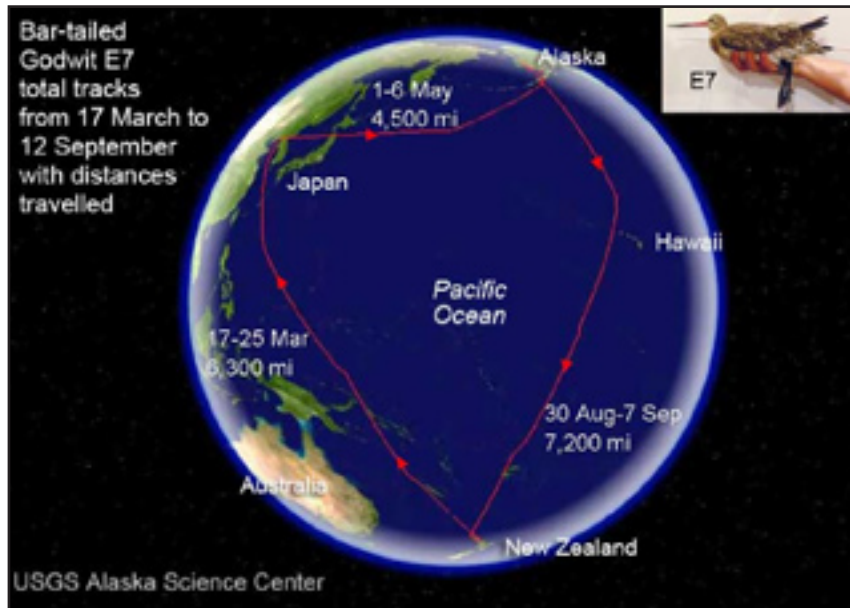 Bar-tailed
Godwit E7
total tracks
from 17 March to
12 September
with distances
travelled
Alaska
E7
1-6 May
4,500 mi
Japan
Hawaii
Pacific
Ocean
17-25 Mar
6,300 mi
30 Aug-7 Sep
7,200 mi
Australia
New Zealand
USGS Alaska Science Center